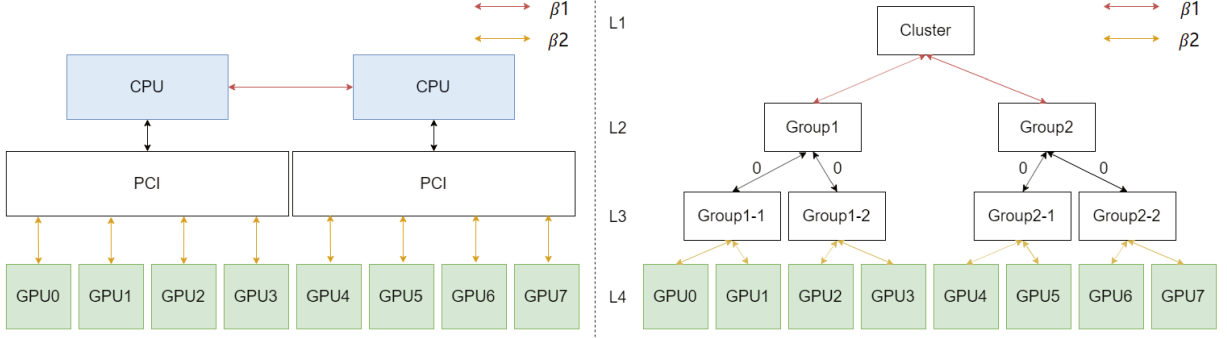 β1
β2
CPU
CPU
PCI
PCI
GPU0
GPU1
GPU2
GPU3
GPU4
GPU5
GPU6
GPU7
β1
β2
L1
Cluster
L2
Group1
Group2
0
0
0
0
L3
Group1-1
Group1-2
Group2-1
Group2-2
L4
GPU0
GPU1
GPU2
GPU3
GPU4
GPU5
GPU6
GPU7